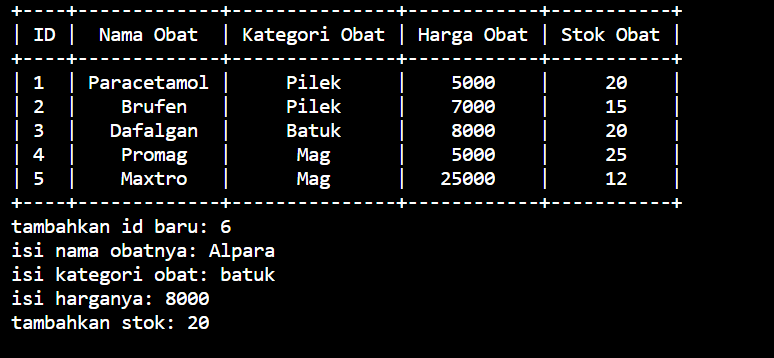 +----+-------------+---------------+------------+-----------+
| ID |  Nama Obat  | Kategori Obat | Harga Obat | Stok Obat |
+----+-------------+---------------+------------+-----------+
| 1  | Paracetamol |     Pilek     |    5000    |     20    |
| 2  |    Brufen   |     Pilek     |    7000    |     15    |
| 3  |   Dafalgan  |     Batuk     |    8000    |     20    |
| 4  |    Promag   |      Mag      |    5000    |     25    |
| 5  |    Maxtro   |      Mag      |   25000    |     12    |
+----+-------------+---------------+------------+-----------+
tambahkan id baru: 6
isi nama obatnya: Alpara
isi kategori obat: batuk
isi harganya: 8000
tambahkan stok: 20